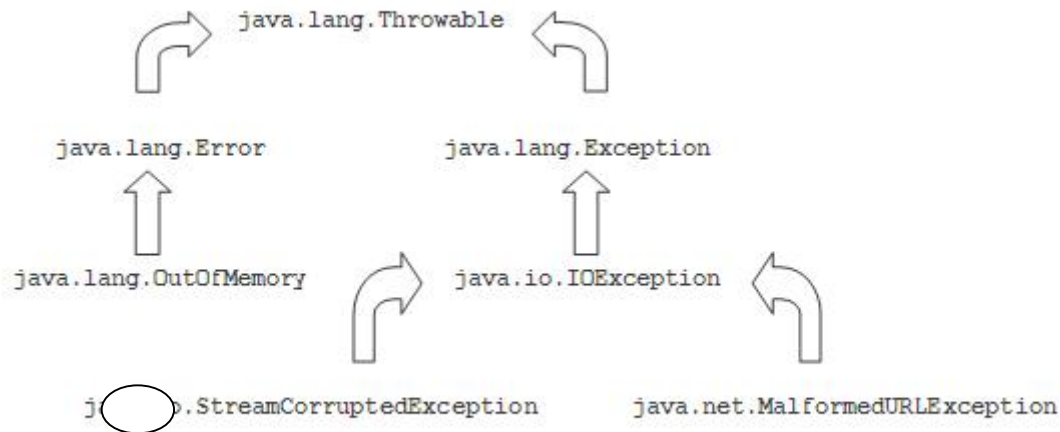 java.lang.Throwable
java.lang.Error
java.lang.Exception
java.lang.OutOfMemory
java.io.IOException
.StreamCorruptedException
java.net.MalformedURLException